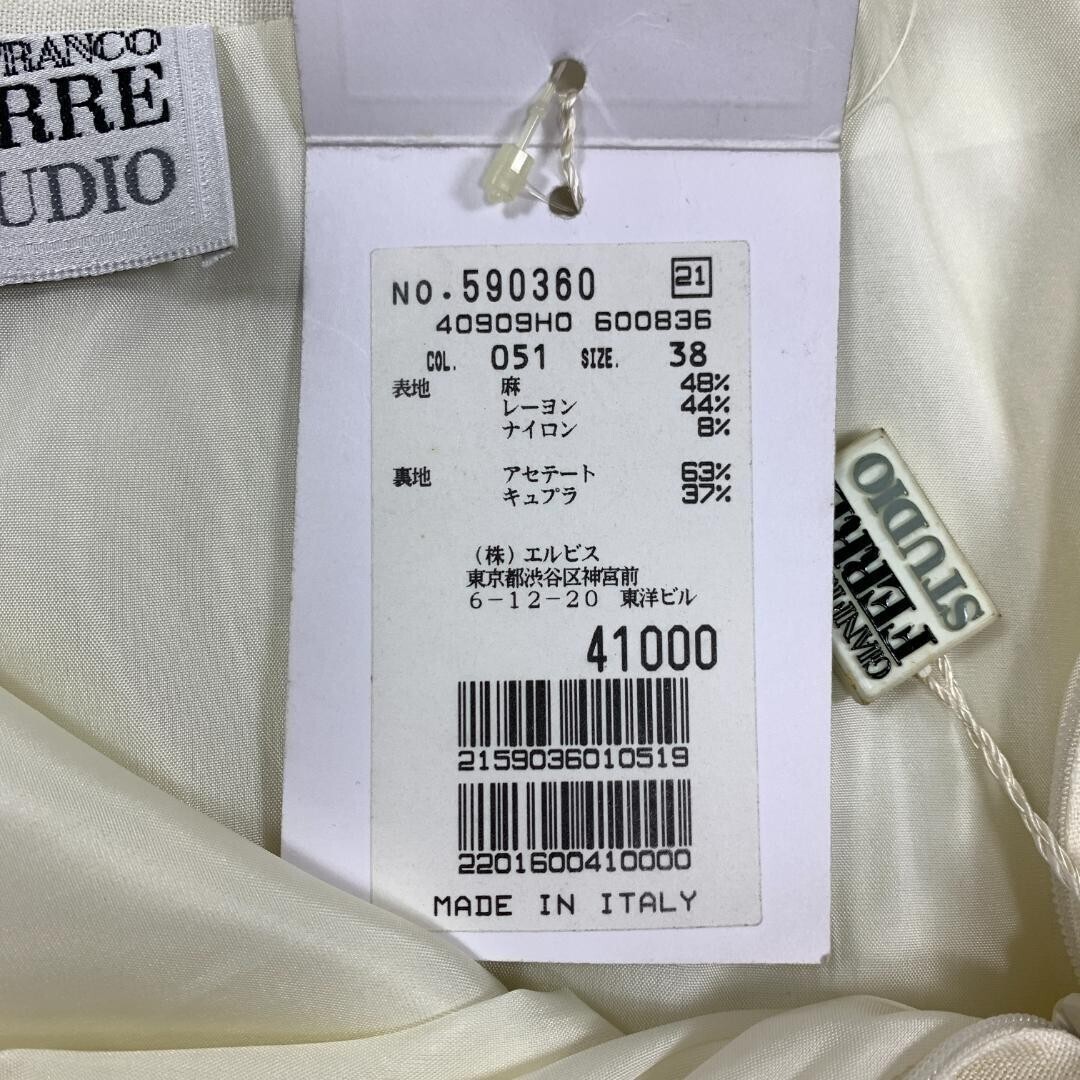 FRANCO
RRE
UDIO
NO.590360 21
40909HO 600836
COL. 051 SIZE. 38
表地 麻 48%
レーヨン 44%
ナイロン 8%
裏地 アセテート 63%
キュプラ 37%
(株)エルビス
東京都渋谷区神宮前
6-12-20 東洋ビル
41000
2159036010519
2201600410000
MADE IN ITALY
STUDIO